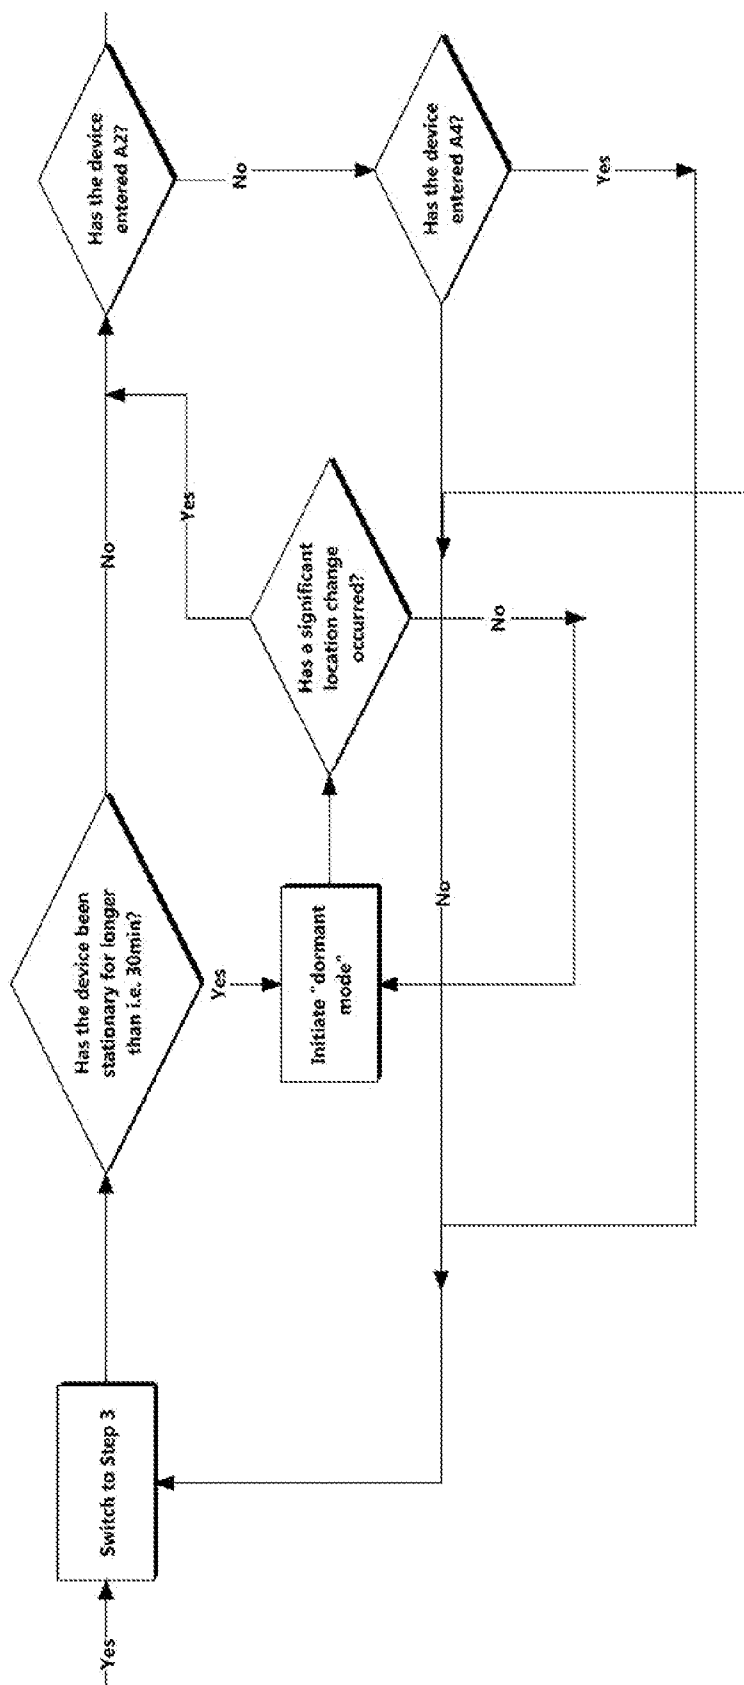 Yes
Switch to Step 3
Has the device been
stationary for longer
than i.e. 30min?
No
Yes
Initiate "dormant
mode"
Has a significant
location change
occurred?
Yes
No
Has the device
entered A2?
No
Has the device
entered A4?
Yes
No